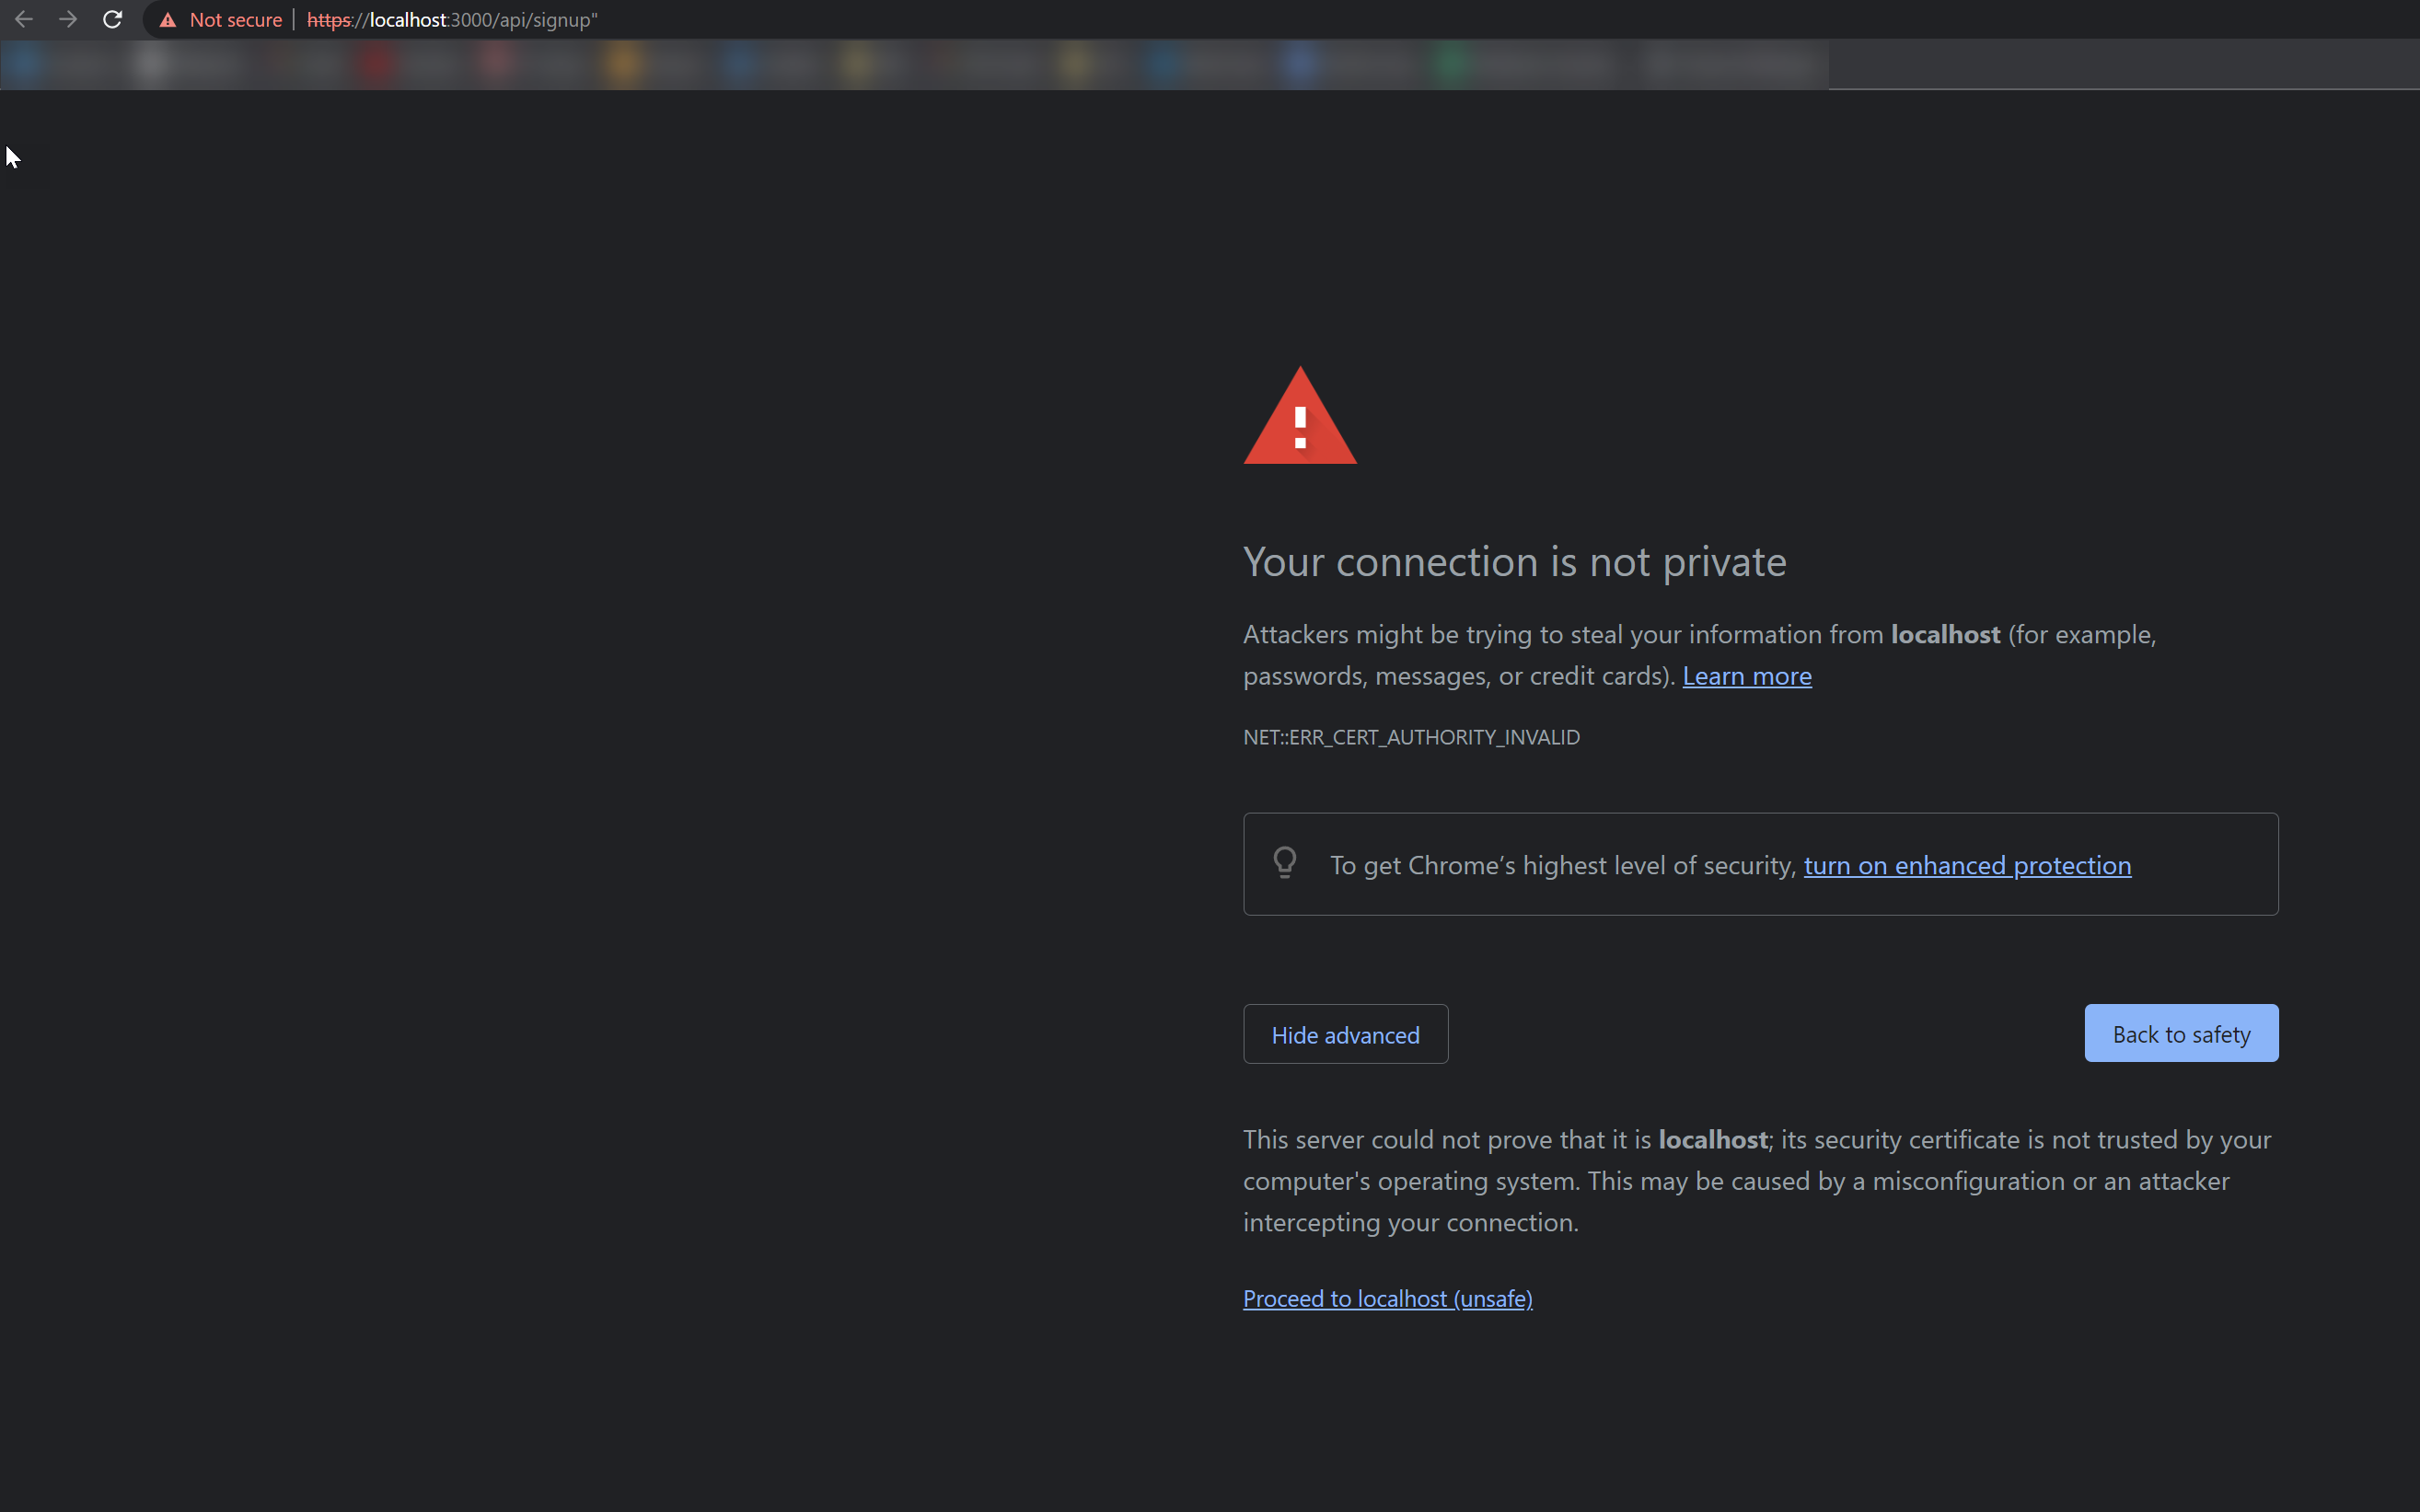 Not secure | https://localhost:3000/api/signup"
Your connection is not private
Attackers might be trying to steal your information from localhost (for example,
passwords, messages, or credit cards). Learn more
NET::ERR_CERT_AUTHORITY_INVALID
To get Chrome’s highest level of security, turn on enhanced protection
Hide advanced
Back to safety
This server could not prove that it is localhost; its security certificate is not trusted by your
computer's operating system. This may be caused by a misconfiguration or an attacker
intercepting your connection.
Proceed to localhost (unsafe)